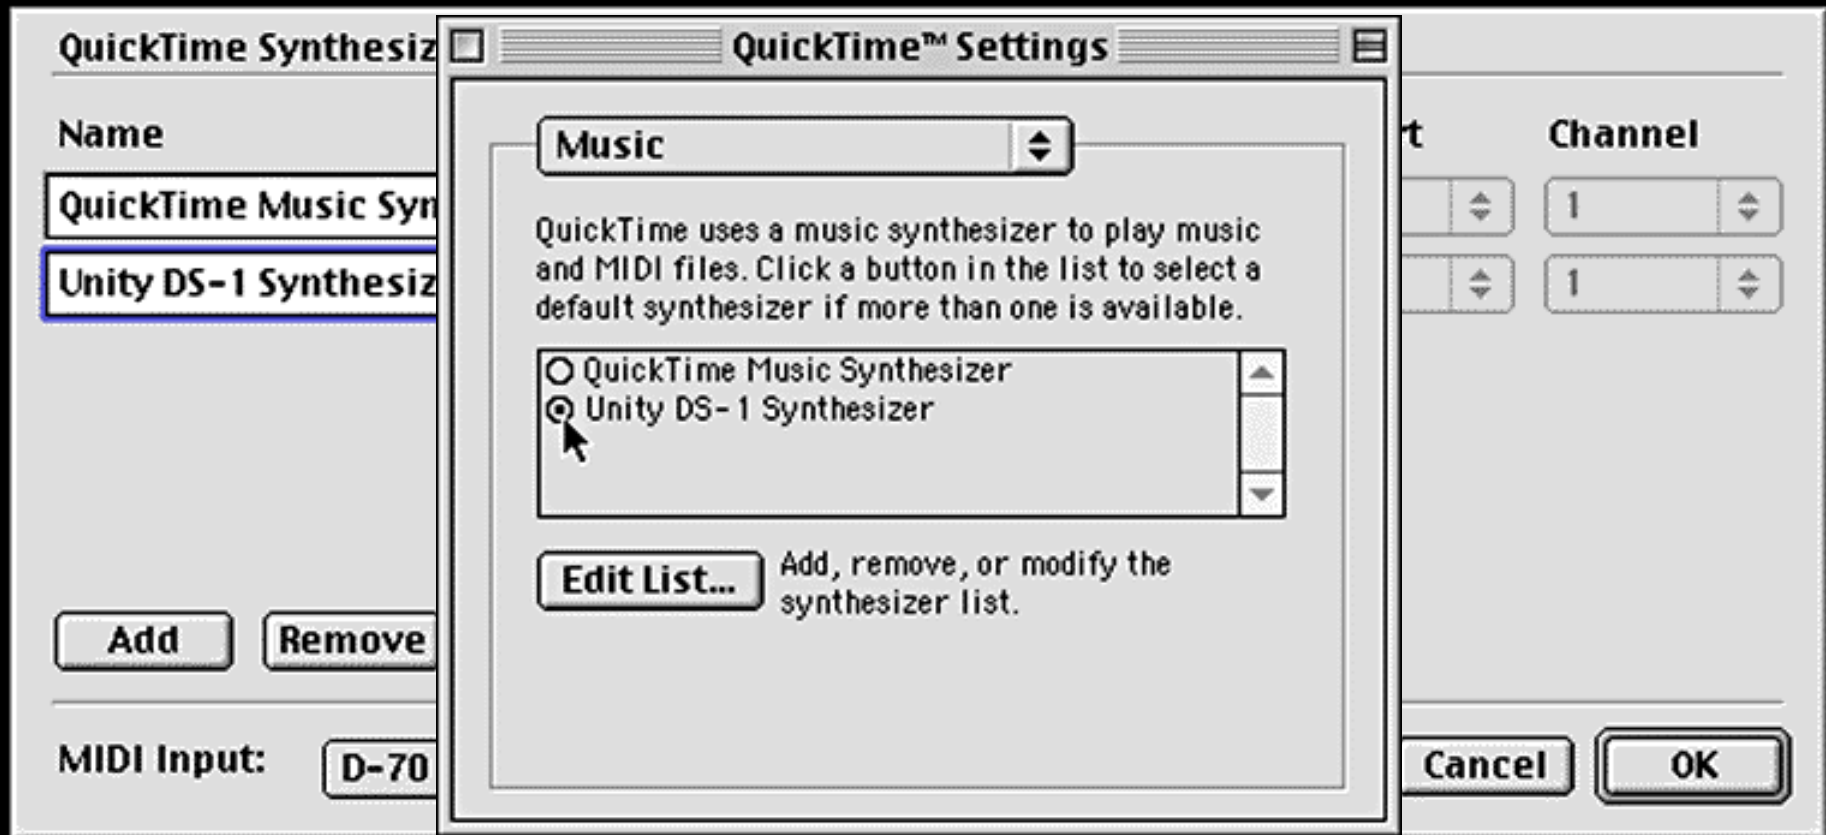 QuickTime Synthesiz
QuickTime™ Settings
Name
Channel
Music
QuickTime Music Syn
1
Unity DS-1 Synthesiz
1
QuickTime uses a music synthesizer to play music
and MIDI files. Click a button in the list to select a
default synthesizer if more than one is available.
QuickTime Music Synthesizer
Unity DS-1 Synthesizer
Edit List...
Add, remove, or modify the
synthesizer list.
Add
Remove
MIDI Input:
D-70
Cancel
OK